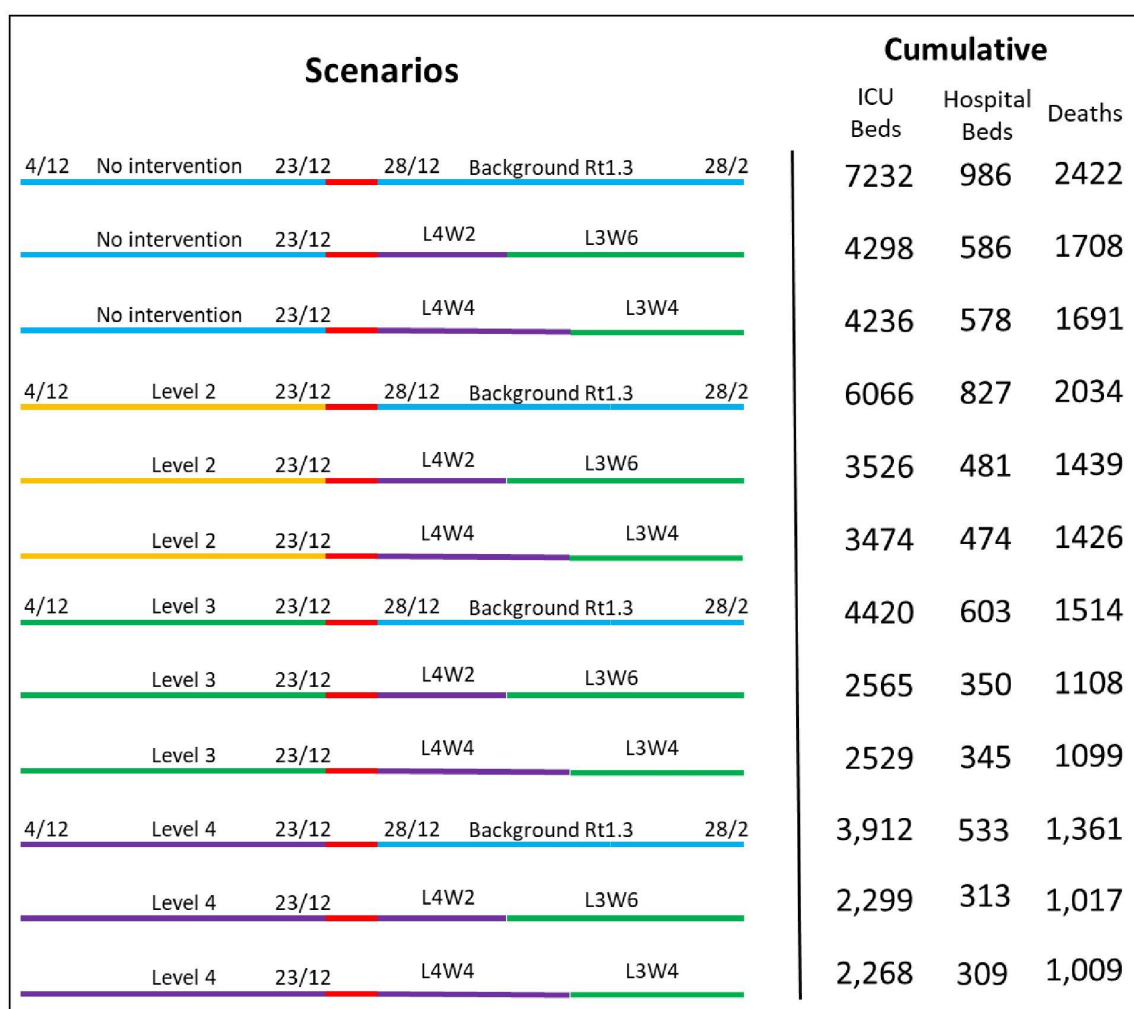 Scenarios
Cumulative
ICU Beds Hospital Beds Deaths
4/12 No intervention 23/12 28/12 Background Rt1.3 28/2 7232 986 2422
No intervention 23/12 L4W2 L3W6 4298 586 1708
No intervention 23/12 L4W4 L3W4 4236 578 1691
4/12 Level 2 23/12 28/12 Background Rt1.3 28/2 6066 827 2034
Level 2 23/12 L4W2 L3W6 3526 481 1439
Level 2 23/12 L4W4 L3W4 3474 474 1426
4/12 Level 3 23/12 28/12 Background Rt1.3 28/2 4420 603 1514
Level 3 23/12 L4W2 L3W6 2565 350 1108
Level 3 23/12 L4W4 L3W4 2529 345 1099
4/12 Level 4 23/12 28/12 Background Rt1.3 28/2 3,912 533 1,361
Level 4 23/12 L4W2 L3W6 2,299 313 1,017
Level 4 23/12 L4W4 L3W4 2,268 309 1,009